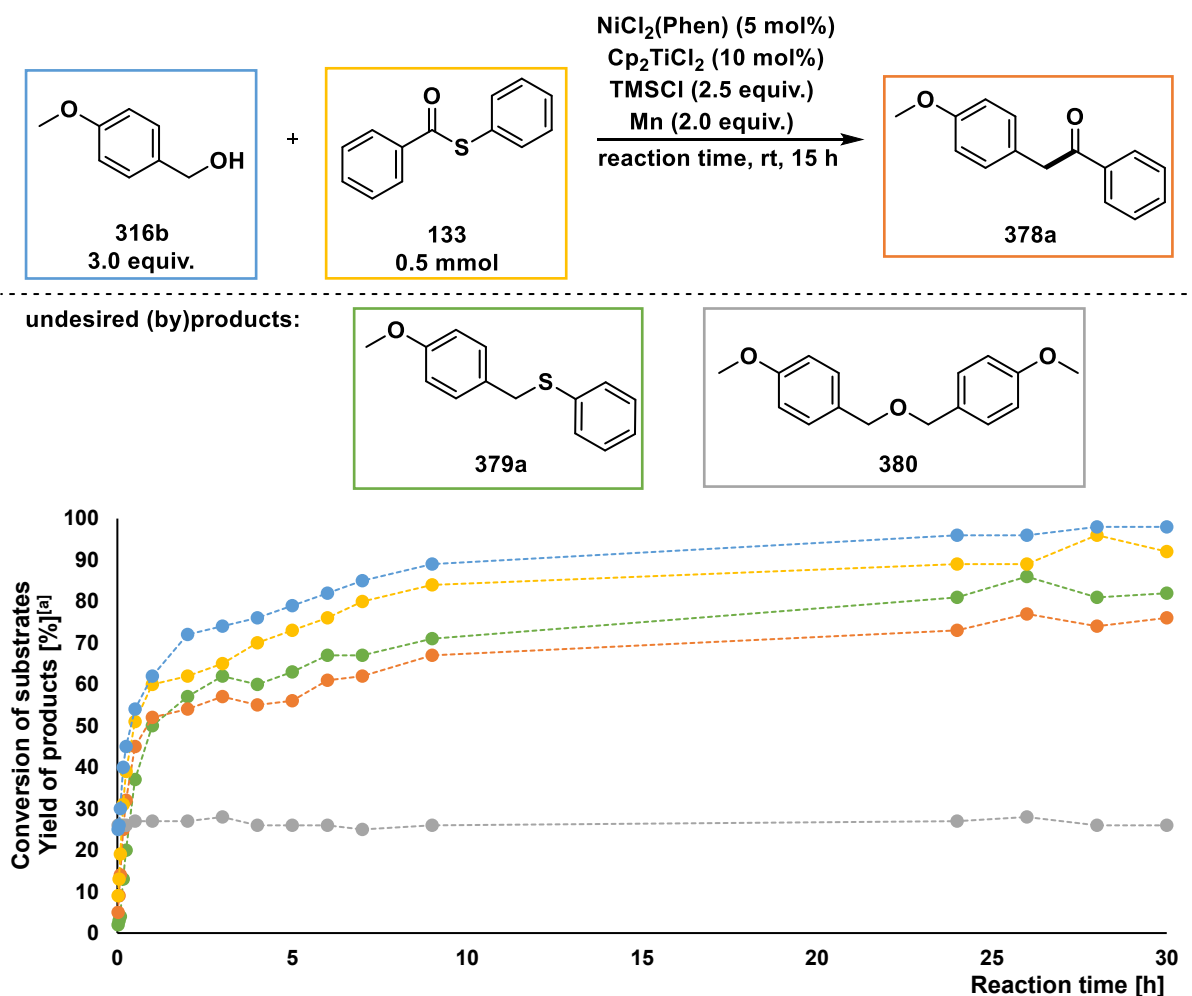 NiCl2(Phen) (5 mol%)
Cp2TiCl2 (10 mol%)
TMSCl (2.5 equiv.)
Mn (2.0 equiv.)
reaction time, rt, 15 h
O
OH
316b
3.0 equiv.
+
O
S
133
0.5 mmol
O
O
378a
undesired (by)products:
O
S
379a
O
O
O
380
Conversion of substrates
Yield of products [%][a]
100
90
80
70
60
50
40
30
20
10
0
0 5 10 15 20 25 30
Reaction time [h]